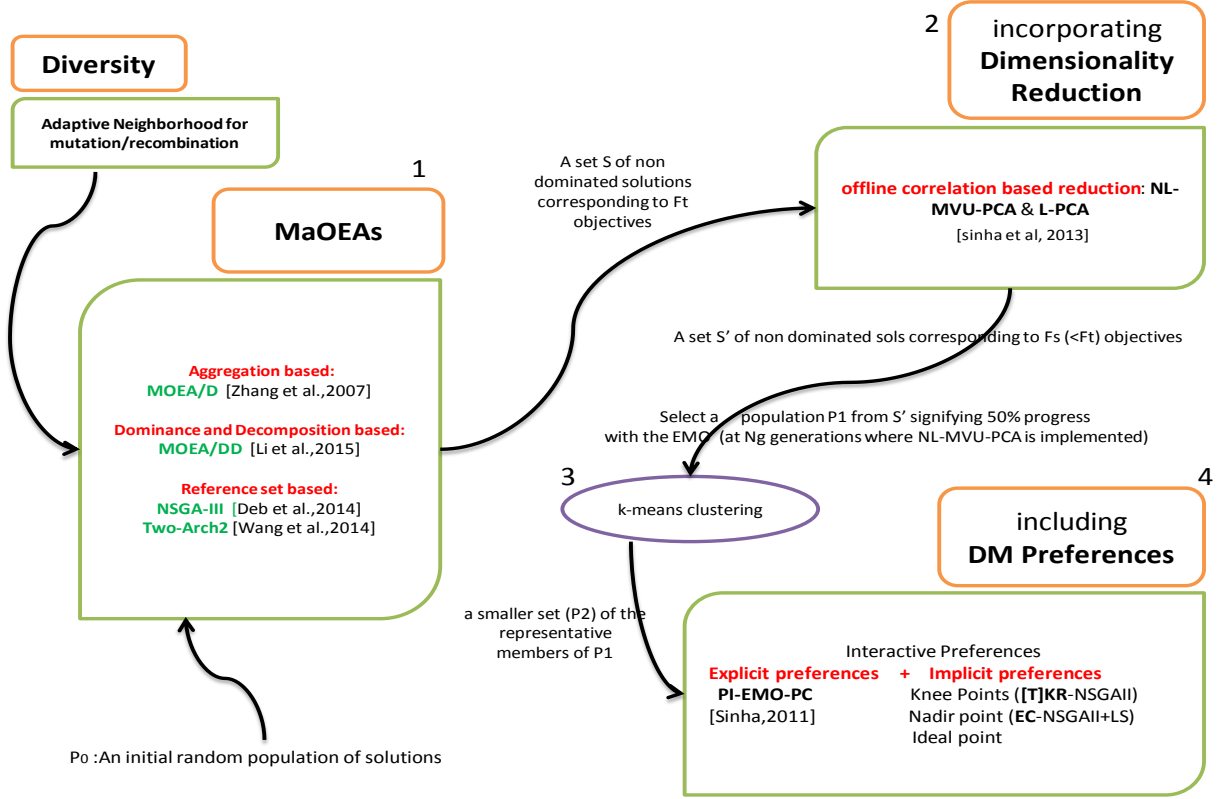 Diversity
Adaptive Neighborhood for
mutation/recombination
1
MaOEAs
Aggregation based:
MOEA/D [Zhang et al.,2007]
Dominance and Decomposition based:
MOEA/DD [Li et al.,2015]
Reference set based:
NSGA-III [Deb et al.,2014]
Two-Arch2 [Wang et al.,2014]
P0 :An initial random population of solutions
A set S of non
dominated solutions
corresponding to Ft
objectives
2
incorporating
Dimensionality
Reduction
offline correlation based reduction: NL-
MVU-PCA & L-PCA
[sinha et al, 2013]
A set S’ of non dominated sols corresponding to Fs (<Ft) objectives
Select a population P1 from S’ signifying 50% progress
with the EMO (at Ng generations where NL-MVU-PCA is implemented)
3
k-means clustering
a smaller set (P2) of the
representative
members of P1
4
including
DM Preferences
Interactive Preferences
Explicit preferences + Implicit preferences
PI-EMO-PC Knee Points ([T]KR-NSGAII)
[Sinha,2011] Nadir point (EC-NSGAII+LS)
Ideal point